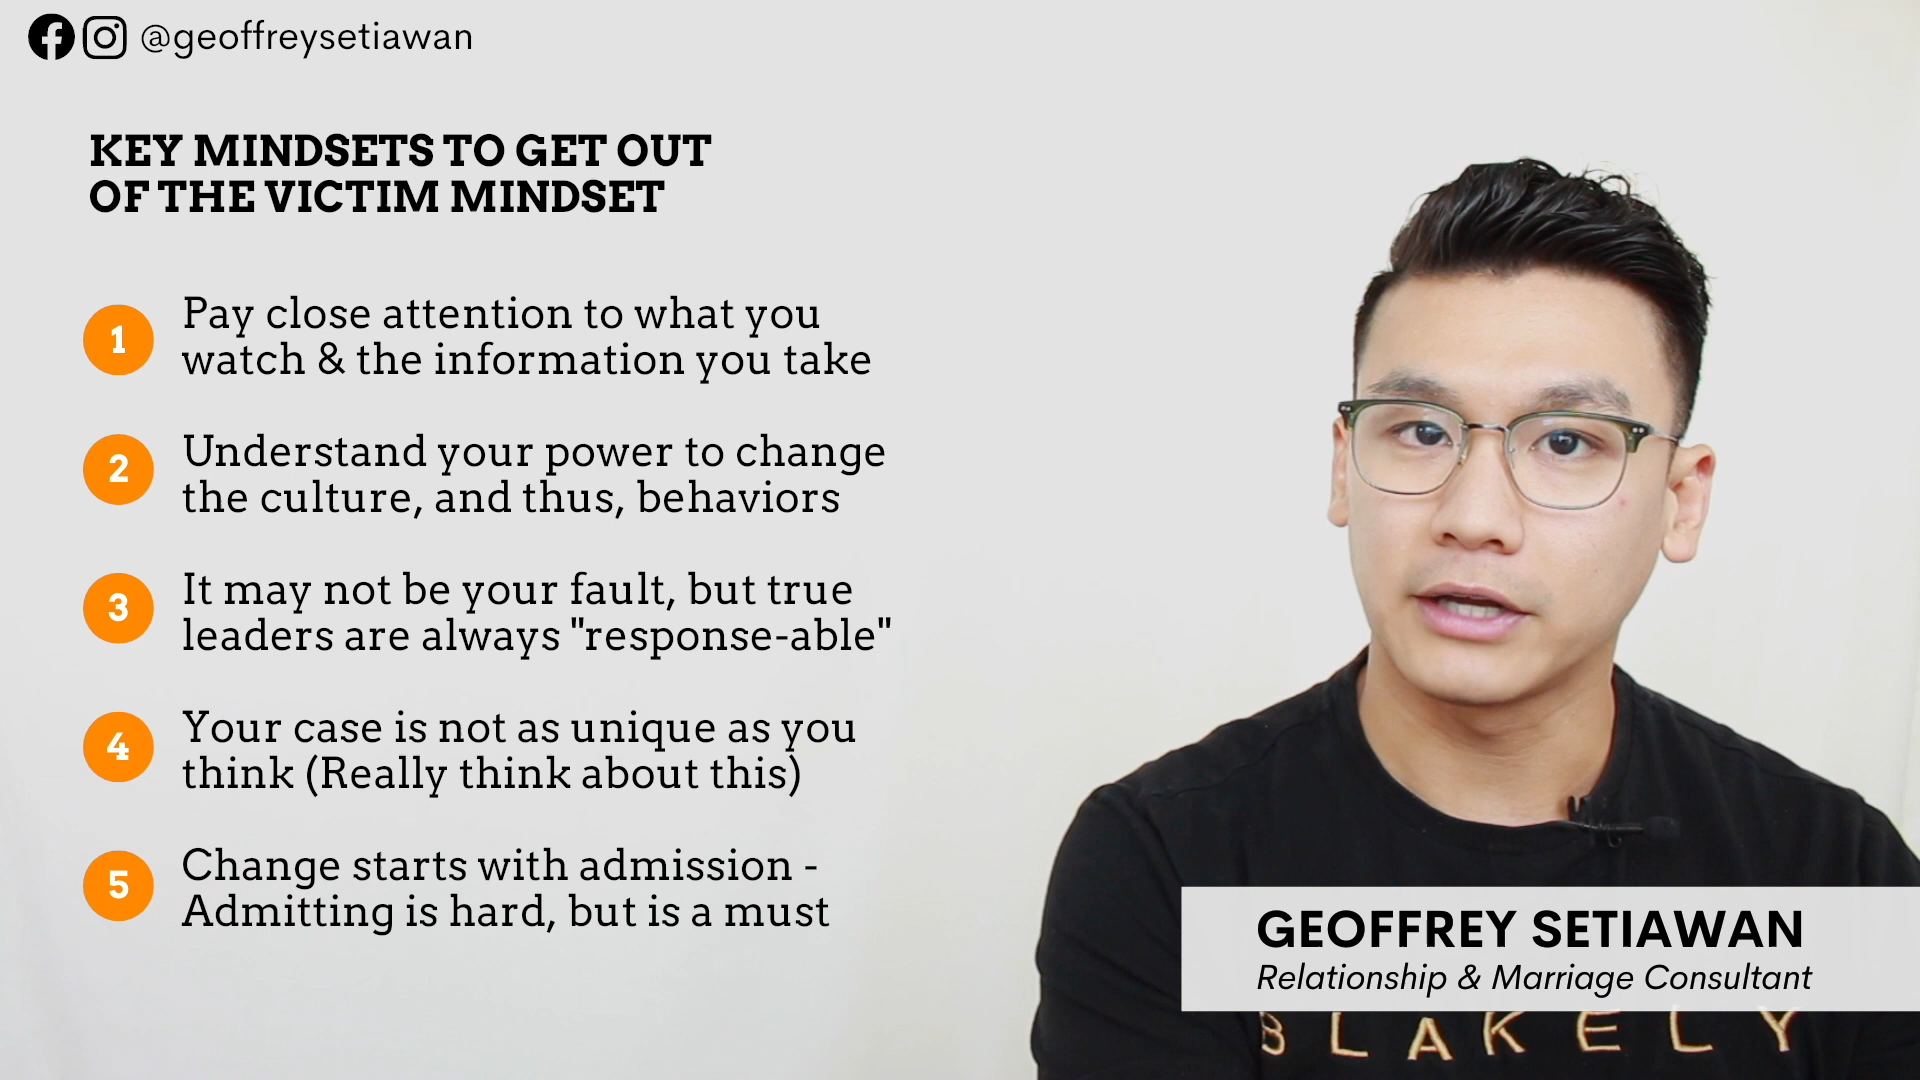 @geoffreysetiawan
KEY MINDSETS TO GET OUT
OF THE VICTIM MINDSET
1
Pay close attention to what you
watch & the information you take
2
Understand your power to change
the culture, and thus, behaviors
3
It may not be your fault, but true
leaders are always "response-able"
4
Your case is not as unique as you
think (Really think about this)
5
Change starts with admission -
Admitting is hard, but is a must
GEOFFREY SETIAWAN
Relationship & Marriage Consultant
BLAKELY